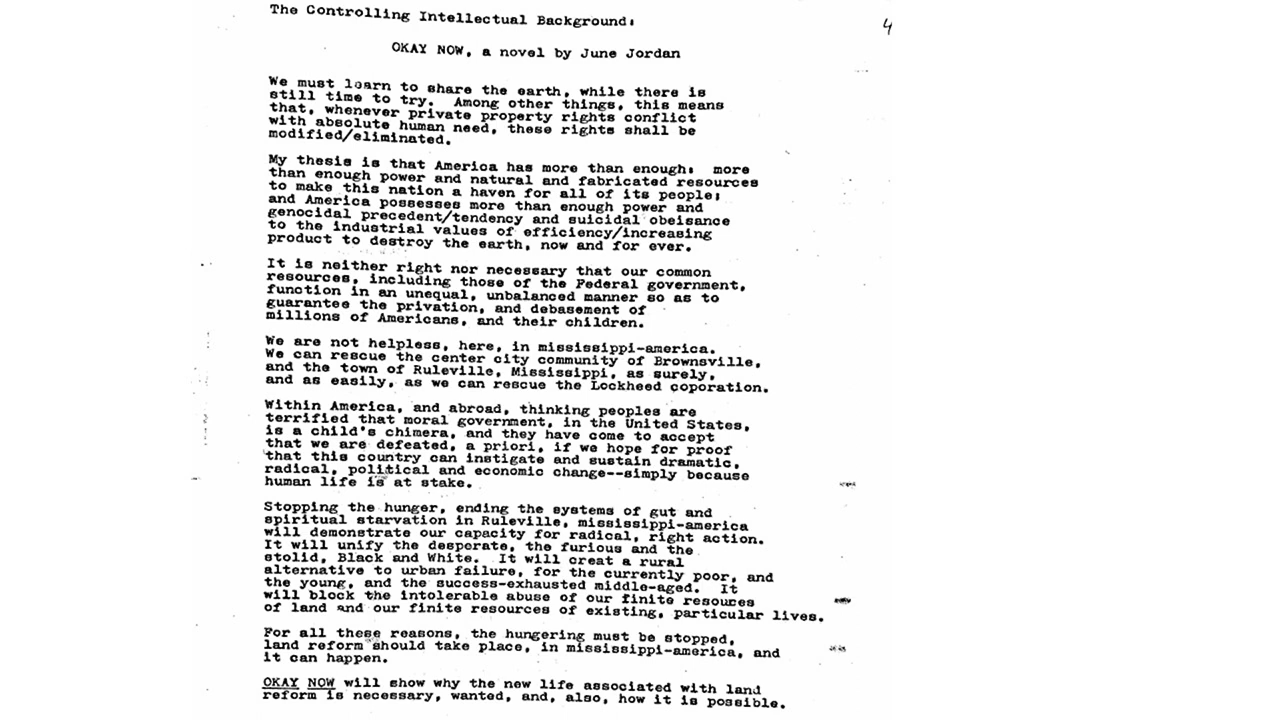 The Controlling Intellectual Background:
4
OKAY NOW, a novel by June Jordan
We must learn to share the earth, while there is
still time to try. Among other things, this means
that, whenever private property rights conflict
with absolute human need, these rights shall be
modified/eliminated.
My thesis is that America has more than enough: more
than enough power and natural and fabricated resources
to make this nation a haven for all of its people;
and America possesses more than enough power and
genocidal precedent/tendency and suicidal obeisance
to the industrial values of efficiency/increasing
product to destroy the earth, now and for ever.
It is neither right nor necessary that our common
resources, including those of the Federal government,
function in an unequal, unbalanced manner so as to
guarantee the privation, and debasement of
millions of Americans, and their children.
We are not helpless, here, in mississippi-america.
We can rescue the center city community of Brownsville,
and the town of Ruleville, Mississippi, as surely,
and as easily, as we can rescue the Lockheed coporation.
Within America, and abroad, thinking peoples are
terrified that moral government, in the United States,
is a child's chimera, and they have come to accept
that we are defeated, a priori, if we hope for proof
that this country can instigate and sustain dramatic,
radical, political and economic change--simply because
human life is at stake.
Stopping the hunger, ending the systems of gut and
spiritual starvation in Ruleville, mississippi-america
will demonstrate our capacity for radical, right action.
It will unify the desperate, the furious and the
stolid, Black and White. It will creat a rural
alternative to urban failure, for the currently poor, and
the young, and the success-exhausted middle-aged. It
will block the intolerable abuse of our finite resouces
of land and our finite resources of existing, particular lives.
For all these reasons, the hungering must be stopped,
land reform should take place, in mississippi-america, and
it can happen.
OKAY NOW will show why the new life associated with land
reform is necessary, wanted, and, also, how it is possible.